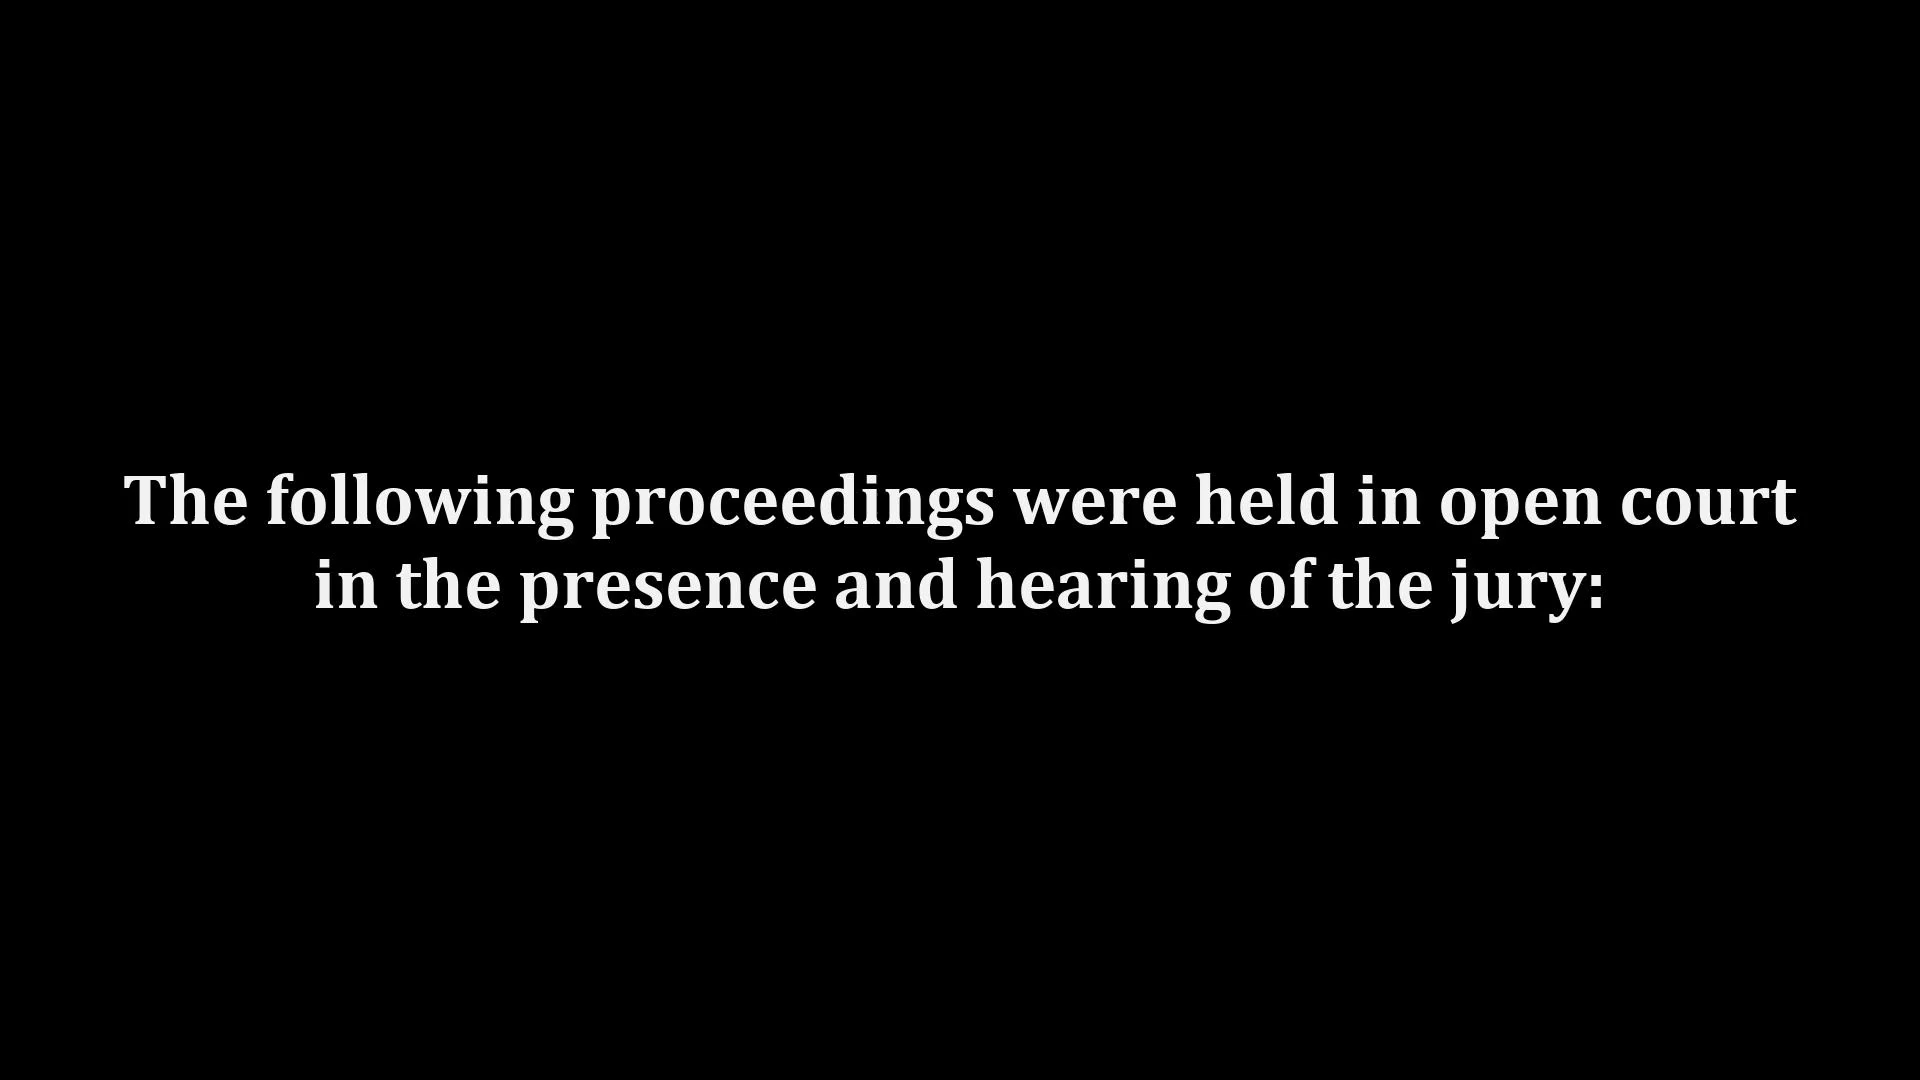 The following proceedings were held in open court
in the presence and hearing of the jury: